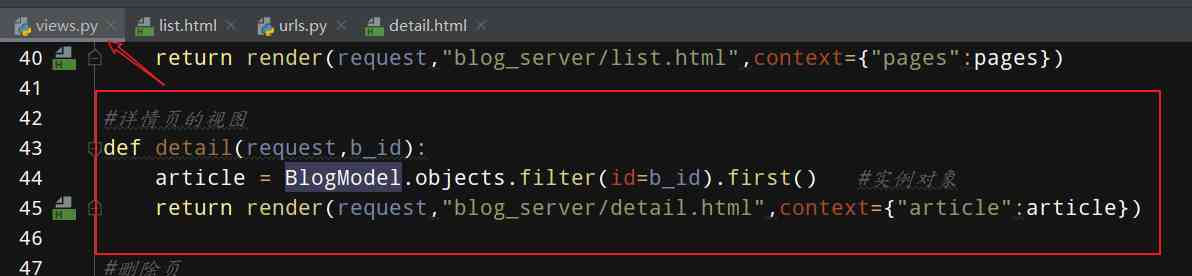 views.py list.html urls.py detail.html
40 return render(request,"blog_server/list.html",context={"pages":pages})
41
42 #详情页的视图
43 def detail(request,b_id):
44 article = BlogModel.objects.filter(id=b_id).first() #实例对象
45 return render(request,"blog_server/detail.html",context={"article":article})
46
47 #删除页